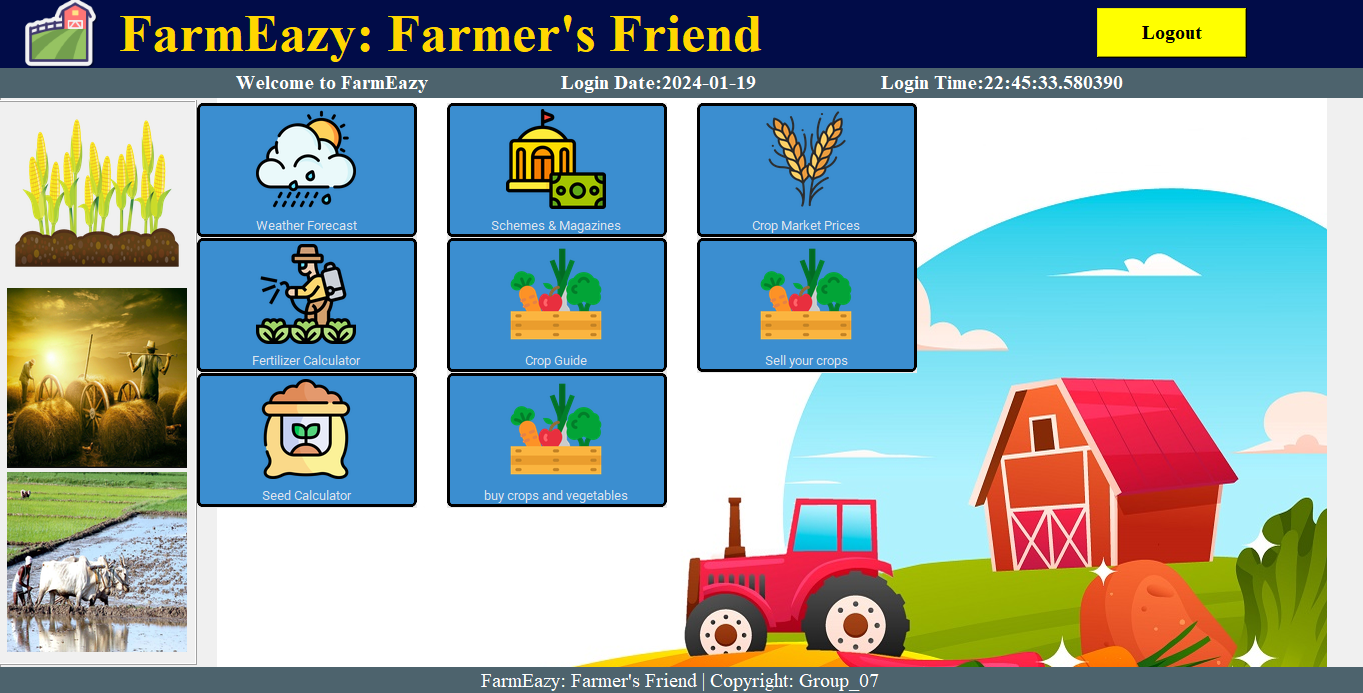 FarmEazy: Farmer's Friend
Logout
Welcome to FarmEazy
Login Date:2024-01-19
Login Time:22:45:33.580390
Weather Forecast
Schemes & Magazines
Crop Market Prices
Fertilizer Calculator
Crop Guide
Sell your crops
Seed Calculator
buy crops and vegetables
FarmEazy: Farmer's Friend | Copyright: Group_07